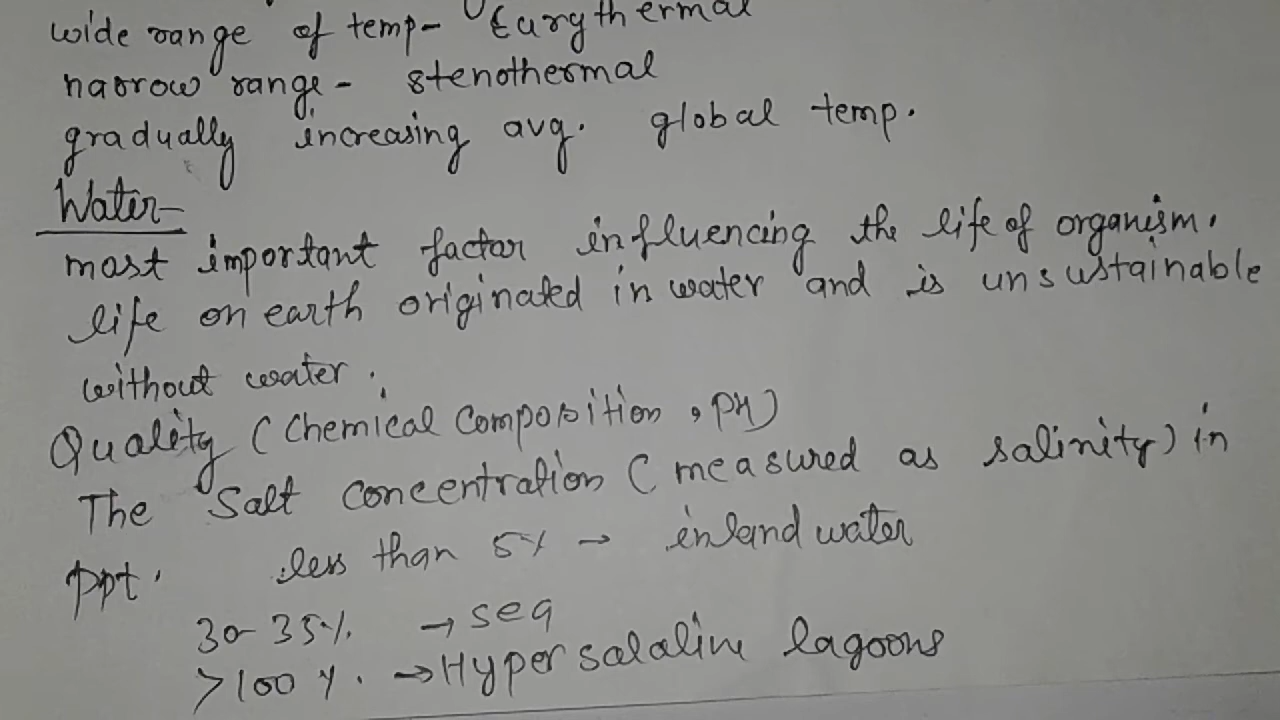 wide range of temp- Eurythermal
narrow range - stenothermal
gradually increasing avg. global temp.
Water-
most important factor influencing the life of organism.
life on earth originated in water and is unsustainable
without water.
Quality (Chemical Composition, pH)
The Salt Concentration (measured as salinity) in
ppt. less than 5% → inland water
30-35% → sea
>100%. → Hyper salaline lagoons